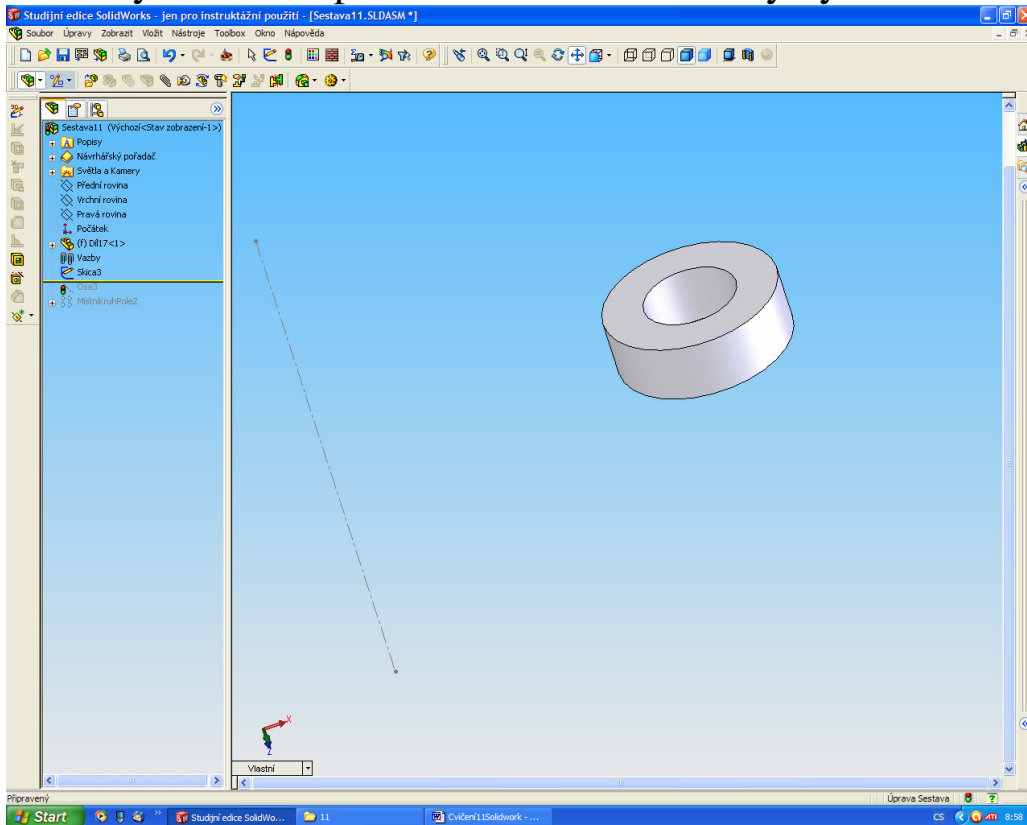 Studijní edice SolidWorks - jen pro instruktážní použití - [Sestava11.SLDASM *]
Soubor Úpravy Zobrazit Vložit Nástroje Toolbox Okno Nápověda
Sestava11 (Výchozí<Stav zobrazení-1>)
Popisy
Návrhářský pořadač
Světla a Kamery
Přední rovina
Vrchní rovina
Pravá rovina
Počátek
(f) Díl17<1>
Vazby
Skica3
Osa3
MístníKruhPole2
X
Z
Vlastní
Připravený
Úprava Sestava
Start
Studijní edice SolidWo...
11
Cvičení11Solidwork - ...
CS
8:58